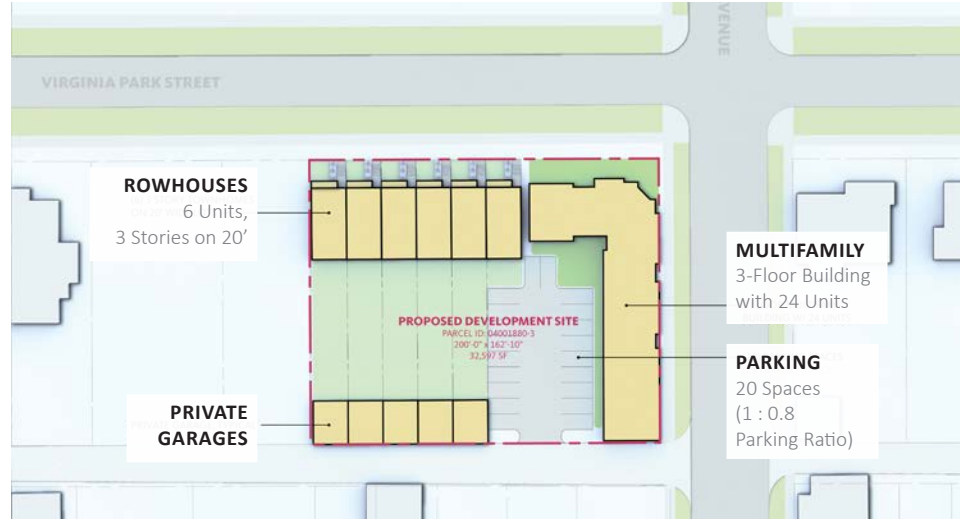 VENUE
VIRGINIA PARK STREET
ROWHOUSES
6 Units,
3 Stories on 20’
MULTIFAMILY
3-Floor Building
with 24 Units
PROPOSED DEVELOPMENT SITE
PARCEL ID: 04001880-3
200'-0" x 162'-10"
32,597 SF
PARKING
20 Spaces
(1 : 0.8
Parking Ratio)
PRIVATE
GARAGES